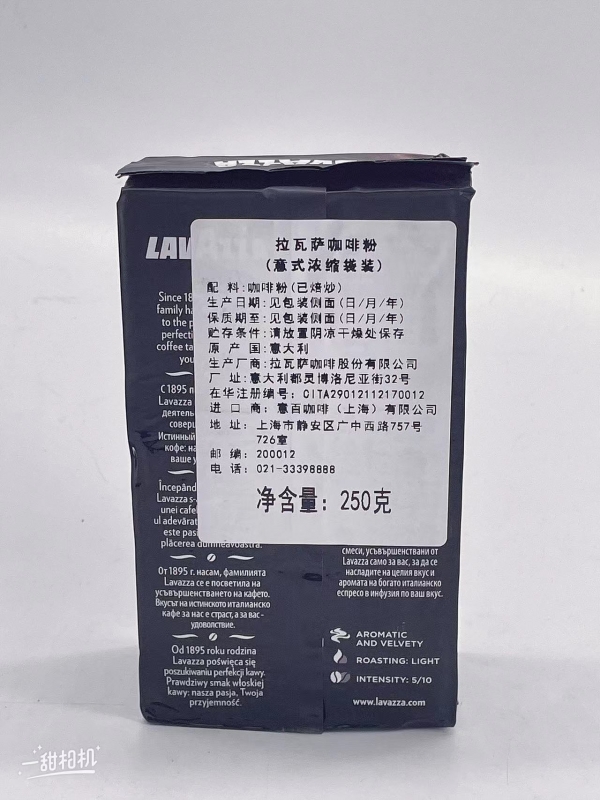 LAVAZZA
拉瓦萨咖啡粉
(意式浓缩袋装)
配 料:咖啡粉(已焙炒)
生产日期:见包装侧面(日/月/年)
保质期至:见包装侧面(日/月/年)
贮存条件:请放置阴凉干燥处保存
原 产 国:意大利
生产厂商:拉瓦萨咖啡股份有限公司
厂 址:意大利都灵博洛尼亚街32号
在华注册编号:CITA29012112170012
进 口 商: 意百咖啡（上海）有限公司
地 址: 上海市静安区广中西路757号
726室
邮 编: 200012
电 话: 021-33398888
净含量: 250克
LAV
Since 18
family ha
to the p
perfecti
coffee ta
you
С 1895 г
Lavazza
деятель
совери
Истинный
кофе: на
ваше у
Începând
Lavazza s-a
unei cafel
ul adevărat
este pasi
plăcerea dumneavoastră.
От 1895 г. насам, фамилията
Lavazza се е посветила на
усъвършенстването на кафето.
Вкусът на истинското италианско
кафе за нас е страст, а за вас -
удоволствие.
Od 1895 roku rodzina
Lavazza poświęca się
poszukiwaniu perfekcji kawy.
Prawdziwy smak włoskiej
kawy: nasza pasja, Twoja
przyjemność.
смеси, усъвършенствани от
Lavazza само за вас, за да се
насладите на целия вкус и
аромата на богато италианско
еспресо в инфузия по ваш вкус.
AROMATIC
AND VELVETY
ROASTING: LIGHT
INTENSITY: 5/10
www.lavazza.com
一甜相机